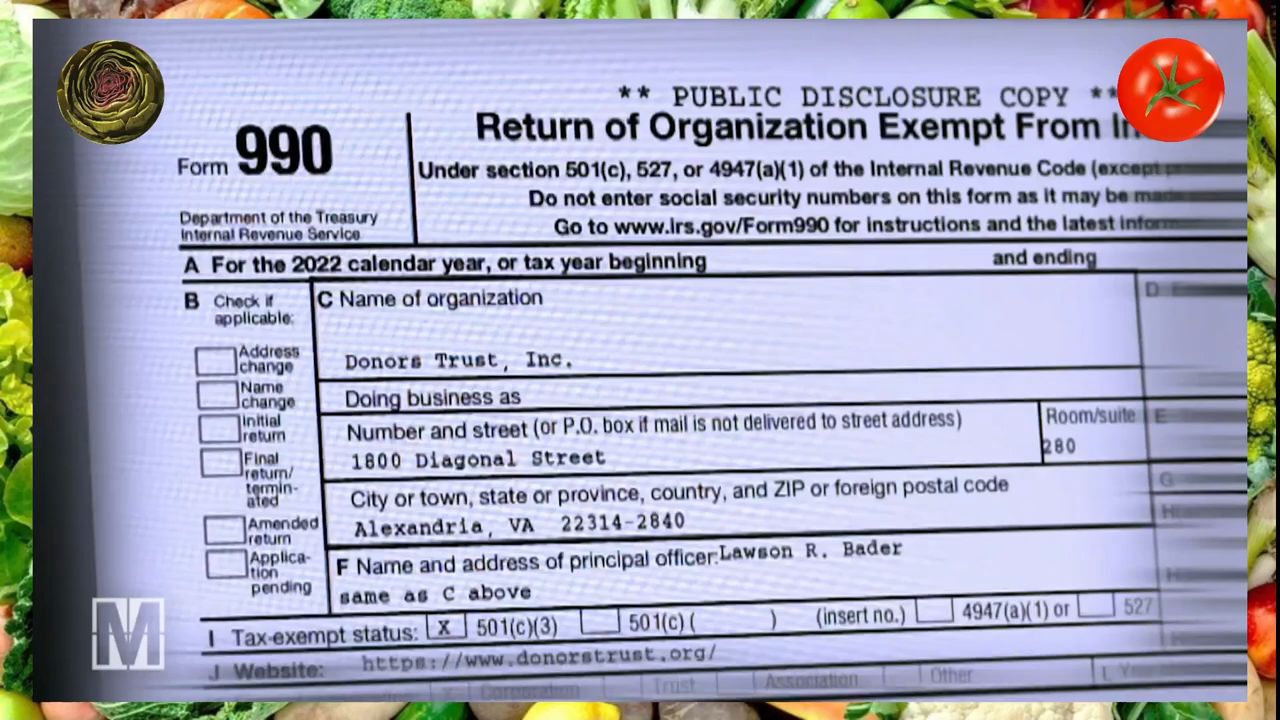 ** PUBLIC DISCLOSURE COPY **
Form 990
Return of Organization Exempt From In
Under section 501(c), 527, or 4947(a)(1) of the Internal Revenue Code (except
Do not enter social security numbers on this form as it may be made
Department of the Treasury
Internal Revenue Service
Go to www.irs.gov/Form990 for instructions and the latest
A For the 2022 calendar year, or tax year beginning and ending
B Check if applicable:
C Name of organization
D
Address change
Donors Trust, Inc.
Name change
Doing business as
Initial return
Number and street (or P.O. box if mail is not delivered to street address)
Room/suite
E
Final return/ termin- ated
1800 Diagonal Street
280
City or town, state or province, country, and ZIP or foreign postal code
G
Amended return
Alexandria, VA 22314-2840
Applica- tion pending
F Name and address of principal officer:Lawson R. Bader
same as C above
I Tax-exempt status: X 501(c)(3) 501(c) ( ) (insert no.) 4947(a)(1) or 527
J Website: https://www.donorstrust.org/
Corporation Trust Association Other L
M